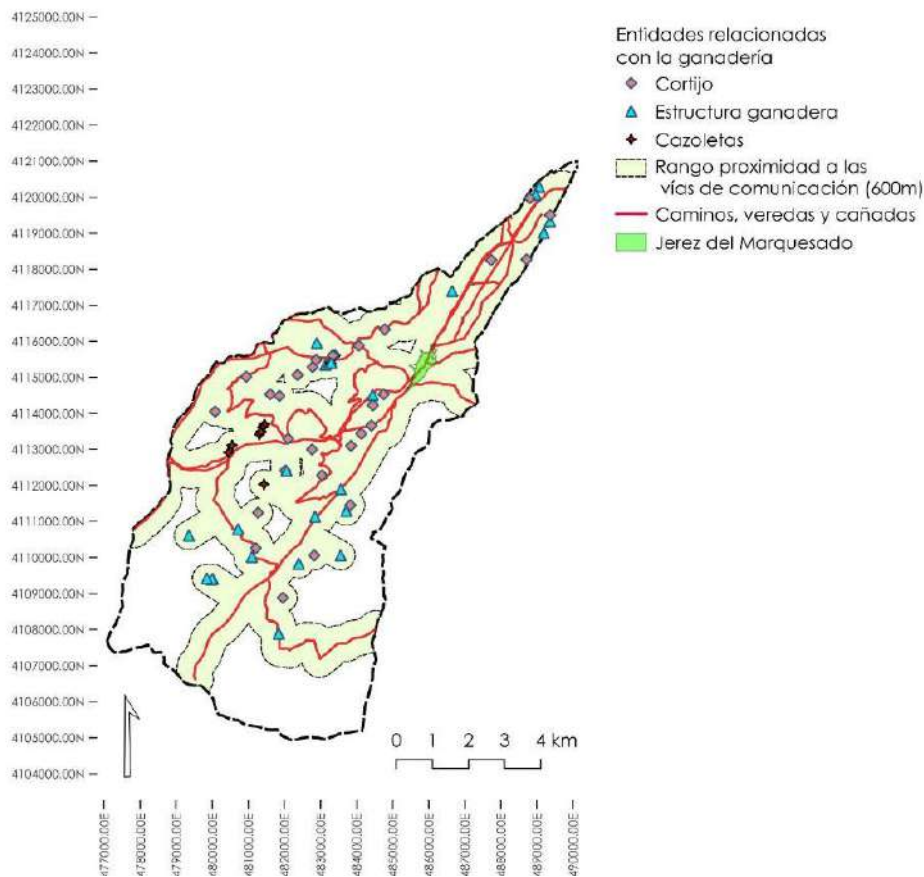 4125000.00N
4124000.00N
4123000.00N
4122000.00N
4121000.00N
4120000.00N
4119000.00N
4118000.00N
4117000.00N
4116000.00N
4115000.00N
4114000.00N
4113000.00N
4112000.00N
4111000.00N
4110000.00N
4109000.00N
4108000.00N
4107000.00N
4106000.00N
4105000.00N
4104000.00N
Entidades relacionadas
con la ganadería
Cortijo
Estructura ganadera
Cazoletas
Rango proximidad a las
vías de comunicación (600m)
Caminos, veredas y cañadas
Jerez del Marquesado
0 1 2 3 4 km
477000.00E
478000.00E
479000.00E
480000.00E
481000.00E
482000.00E
483000.00E
484000.00E
485000.00E
486000.00E
487000.00E
488000.00E
489000.00E
490000.00E